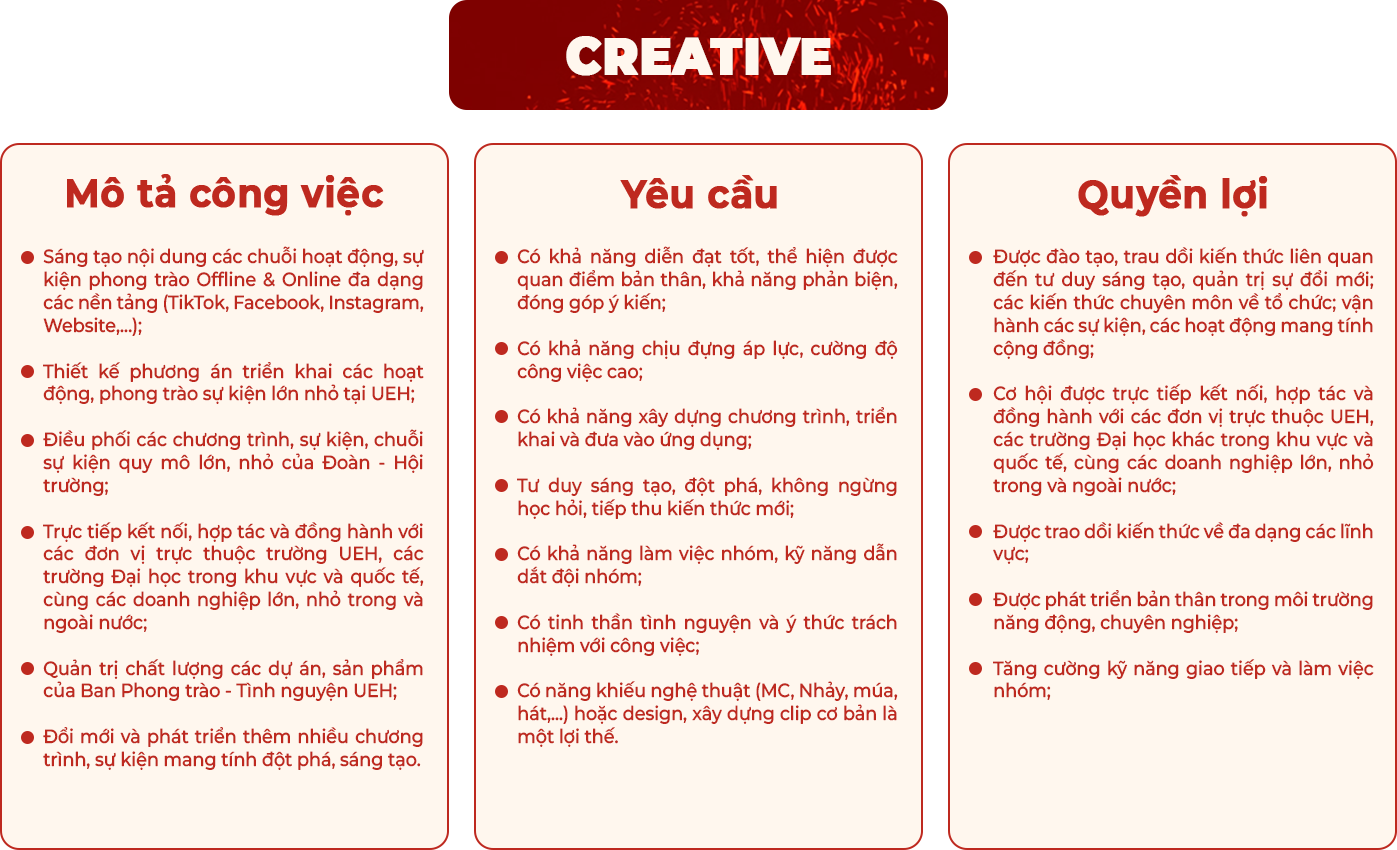 CREATIVE
Mô tả công việc
Sáng tạo nội dung các chuỗi hoạt động, sự
kiện phong trào Offline & Online đa dạng
các nền tảng (TikTok, Facebook, Instagram,
Website,...);
Thiết kế phương án triển khai các hoạt
động, phong trào sự kiện lớn nhỏ tại UEH;
Điều phối các chương trình, sự kiện, chuỗi
sự kiện quy mô lớn, nhỏ của Đoàn - Hội
trường;
Trực tiếp kết nối, hợp tác và đồng hành với
các đơn vị trực thuộc trường UEH, các
trường Đại học trong khu vực và quốc tế,
cùng các doanh nghiệp lớn, nhỏ trong và
ngoài nước;
Quản trị chất lượng các dự án, sản phẩm
của Ban Phong trào - Tình nguyện UEH;
Đổi mới và phát triển thêm nhiều chương
trình, sự kiện mang tính đột phá, sáng tạo.
Yêu cầu
Có khả năng diễn đạt tốt, thể hiện được
quan điểm bản thân, khả năng phản biện,
đóng góp ý kiến;
Có khả năng chịu đựng áp lực, cường độ
công việc cao;
Có khả năng xây dựng chương trình, triển
khai và đưa vào ứng dụng;
Tư duy sáng tạo, đột phá, không ngừng
học hỏi, tiếp thu kiến thức mới;
Có khả năng làm việc nhóm, kỹ năng dẫn
dắt đội nhóm;
Có tinh thần tình nguyện và ý thức trách
nhiệm với công việc;
Có năng khiếu nghệ thuật (MC, Nhảy, múa,
hát,...) hoặc design, xây dựng clip cơ bản là
một lợi thế.
Quyền lợi
Được đào tạo, trau dồi kiến thức liên quan
đến tư duy sáng tạo, quản trị sự đổi mới;
các kiến thức chuyên môn về tổ chức; vận
hành các sự kiện, các hoạt động mang tính
cộng đồng;
Cơ hội được trực tiếp kết nối, hợp tác và
đồng hành với các đơn vị trực thuộc UEH,
các trường Đại học khác trong khu vực và
quốc tế, cùng các doanh nghiệp lớn, nhỏ
trong và ngoài nước;
Được trao dồi kiến thức về đa dạng các lĩnh
vực;
Được phát triển bản thân trong môi trường
năng động, chuyên nghiệp;
Tăng cường kỹ năng giao tiếp và làm việc
nhóm;